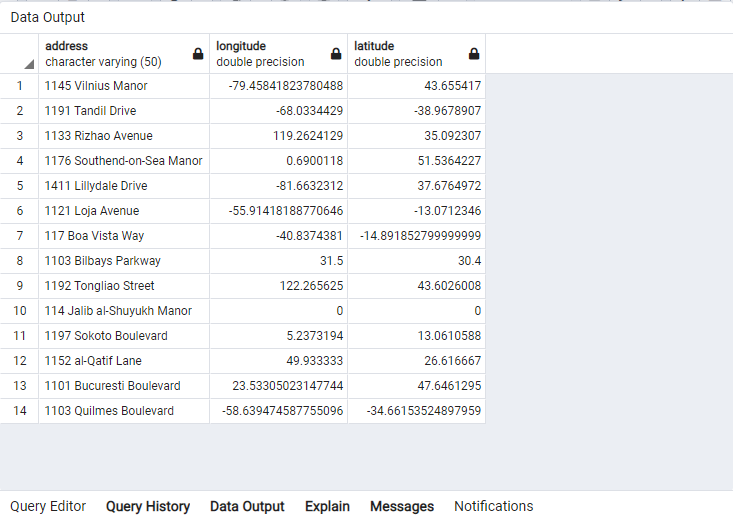 Data Output
address longitude latitude
character varying (50) double precision double precision
1 1145 Vilnius Manor -79.45841823780488 43.655417
2 1191 Tandil Drive -68.0334429 -38.9678907
3 1133 Rizhao Avenue 119.2624129 35.092307
4 1176 Southend-on-Sea Manor 0.6900118 51.5364227
5 1411 Lillydale Drive -81.6632312 37.6764972
6 1121 Loja Avenue -55.91418188770646 -13.0712346
7 117 Boa Vista Way -40.8374381 -14.891852799999999
8 1103 Bilbays Parkway 31.5 30.4
9 1192 Tongliao Street 122.265625 43.6026008
10 114 Jalib al-Shuyukh Manor 0 0
11 1197 Sokoto Boulevard 5.2373194 13.0610588
12 1152 al-Qatif Lane 49.933333 26.616667
13 1101 Bucuresti Boulevard 23.53305023147744 47.6461295
14 1103 Quilmes Boulevard -58.639474587755096 -34.66153524897959
Query Editor Query History Data Output Explain Messages Notifications